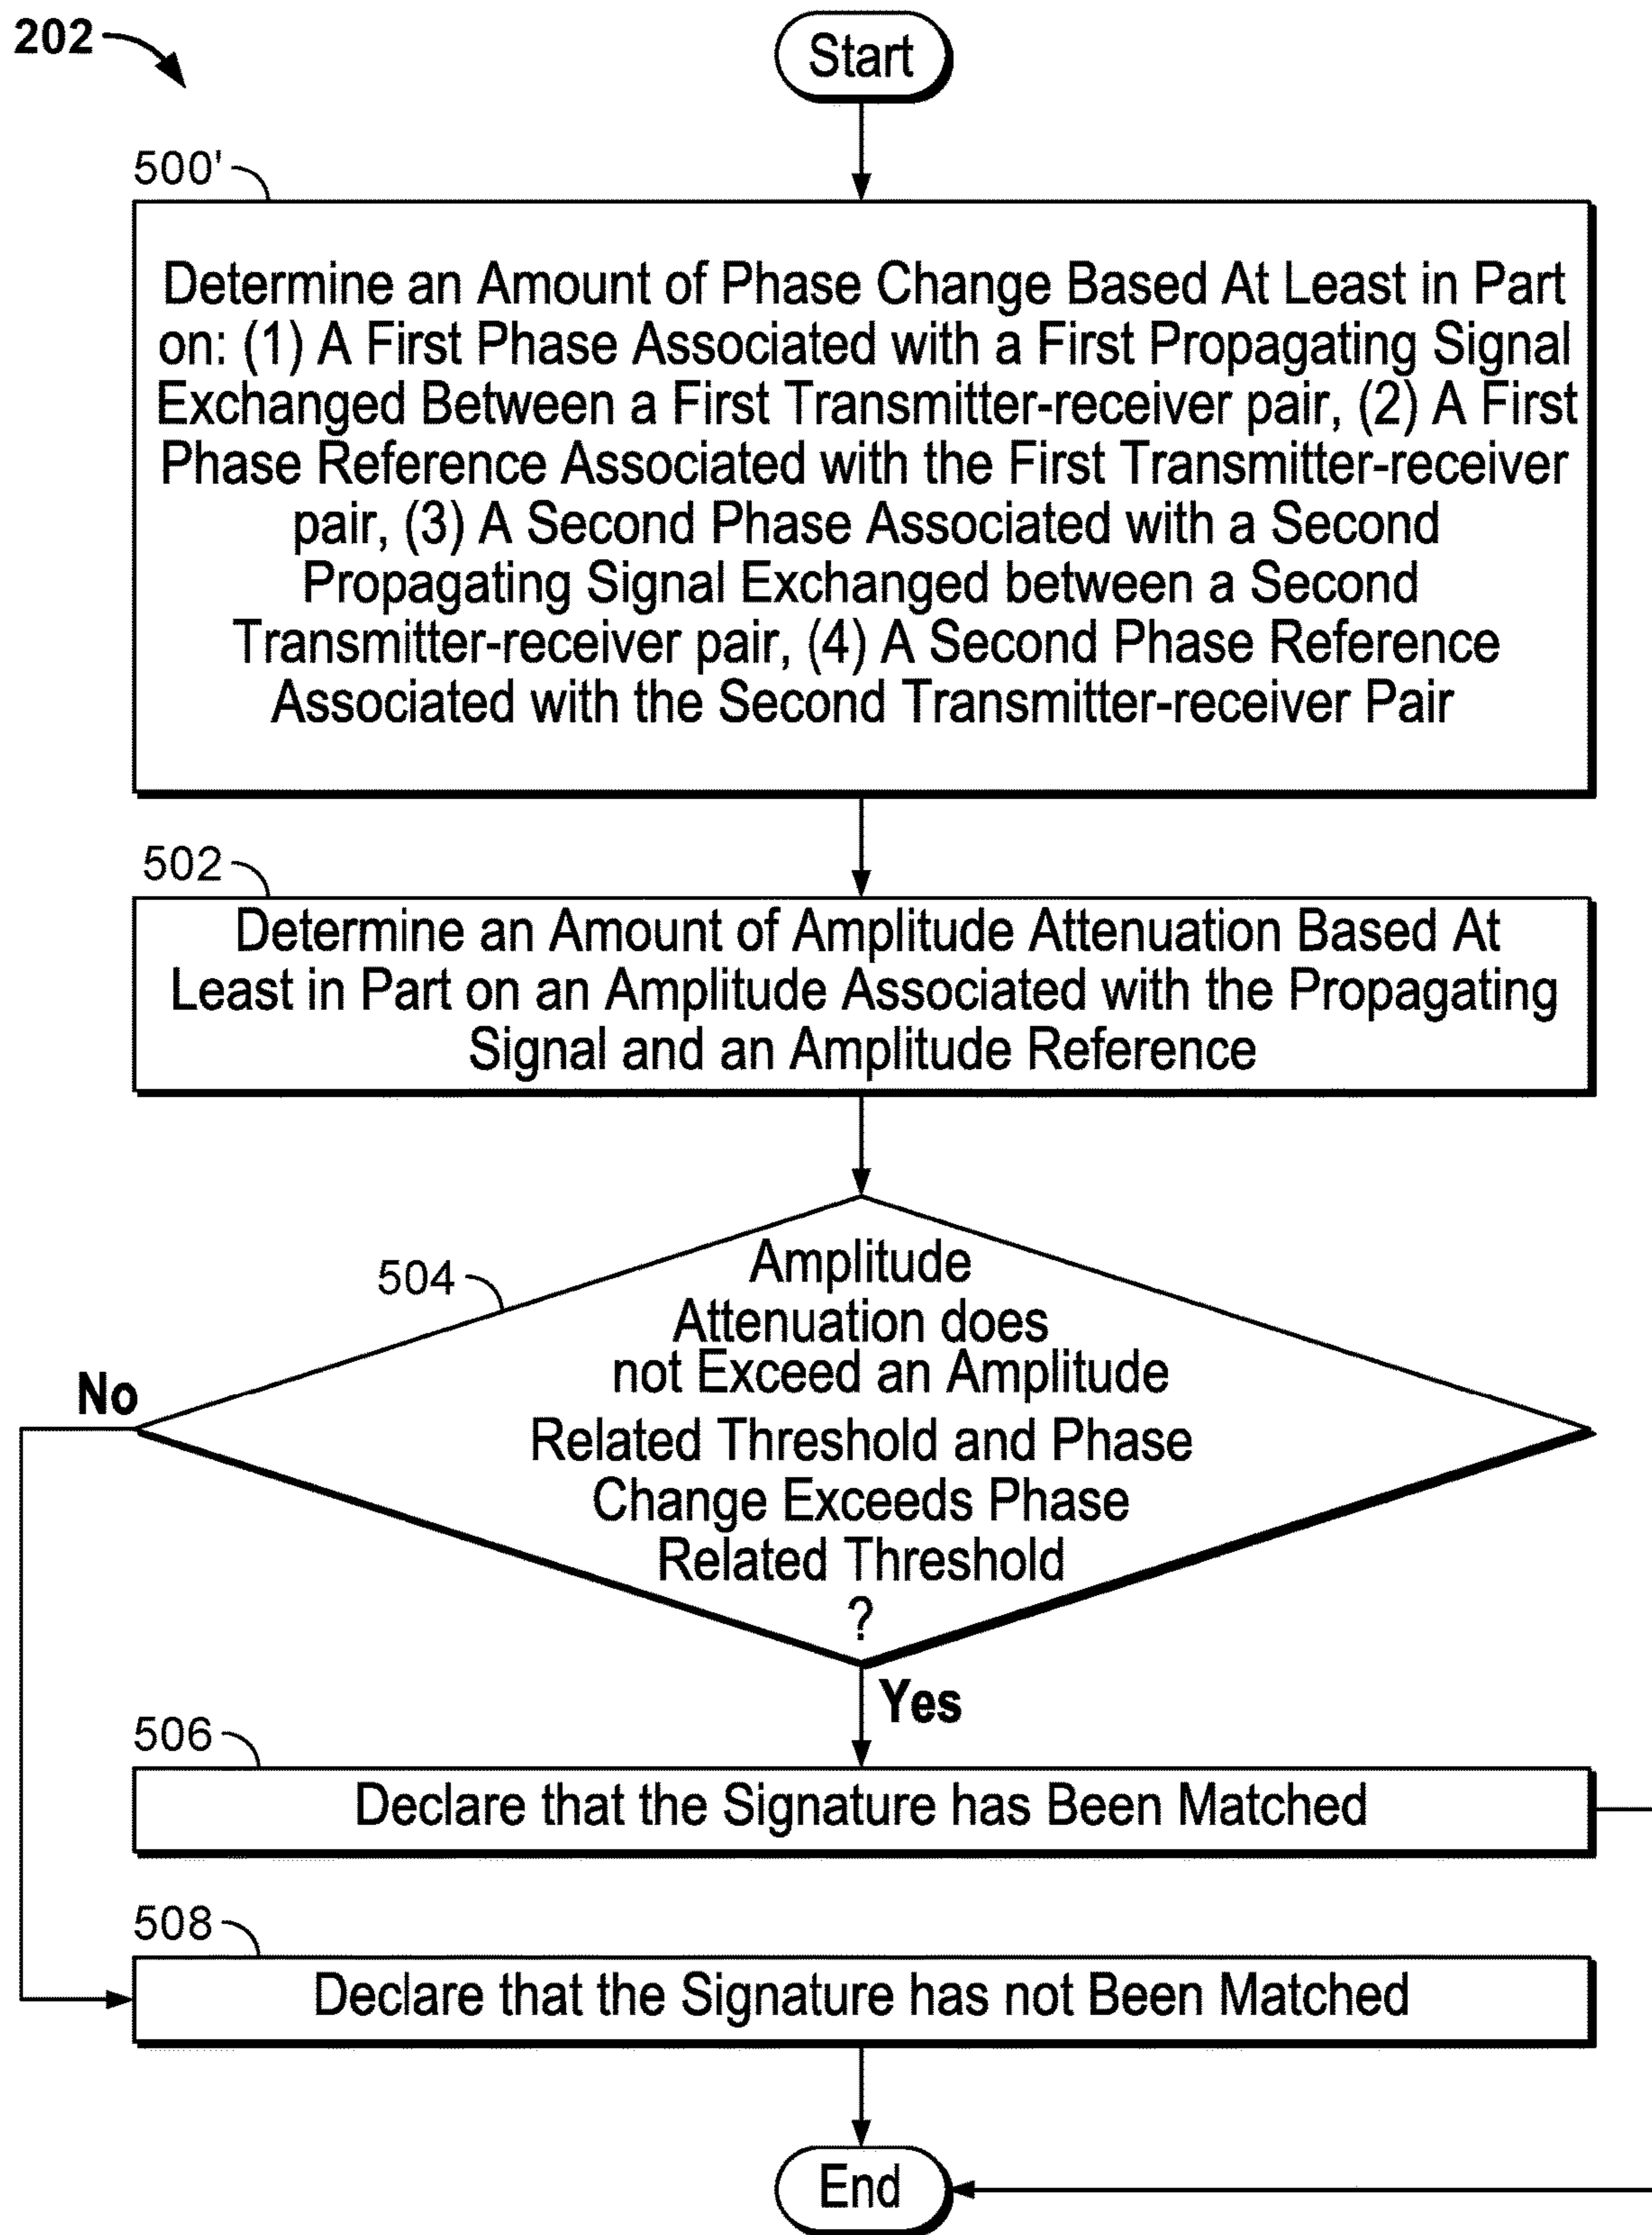 202
Start
500'
Determine an Amount of Phase Change Based At Least in Part
on: (1) A First Phase Associated with a First Propagating Signal
Exchanged Between a First Transmitter-receiver pair, (2) A First
Phase Reference Associated with the First Transmitter-receiver
pair, (3) A Second Phase Associated with a Second
Propagating Signal Exchanged between a Second
Transmitter-receiver pair, (4) A Second Phase Reference
Associated with the Second Transmitter-receiver Pair
502
Determine an Amount of Amplitude Attenuation Based At
Least in Part on an Amplitude Associated with the Propagating
Signal and an Amplitude Reference
504
Amplitude
Attenuation does
not Exceed an Amplitude
Related Threshold and Phase
Change Exceeds Phase
Related Threshold
?
No
Yes
506
Declare that the Signature has Been Matched
508
Declare that the Signature has not Been Matched
End